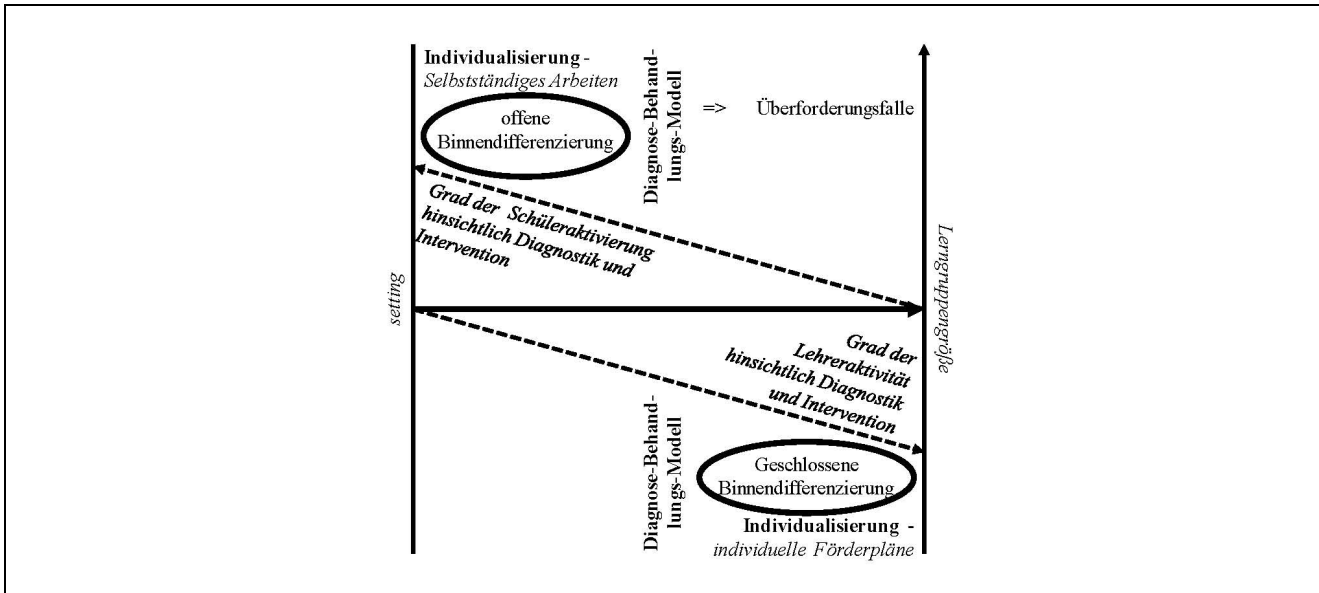 Individualisierung -
Selbstständiges Arbeiten
offene
Binnendifferenzierung
Diagnose-Behand-
lungs-Modell
=> Überforderungsfalle
Grad der Schüleraktivierung
hinsichtlich Diagnostik und
Intervention
setting
Lerngruppengröße
Grad der
Lehreraktivität
hinsichtlich Diagnostik
und Intervention
Diagnose-Behand-
lungs-Modell
Geschlossene
Binnendifferenzierung
Individualisierung -
individuelle Förderpläne